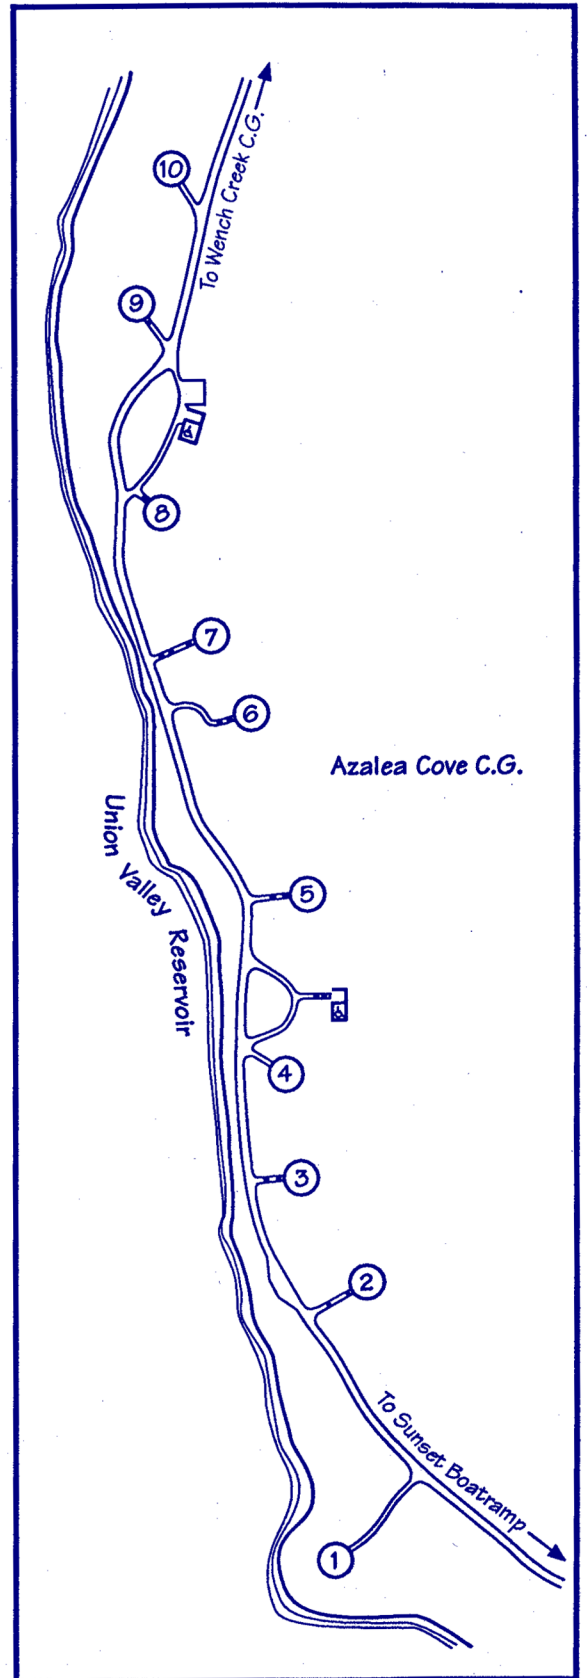 10
To Wench Creek C.G.
9
8
7
6
Azalea Cove C.G.
Union Valley Reservoir
5
4
3
2
To Sunset Boatramp
1